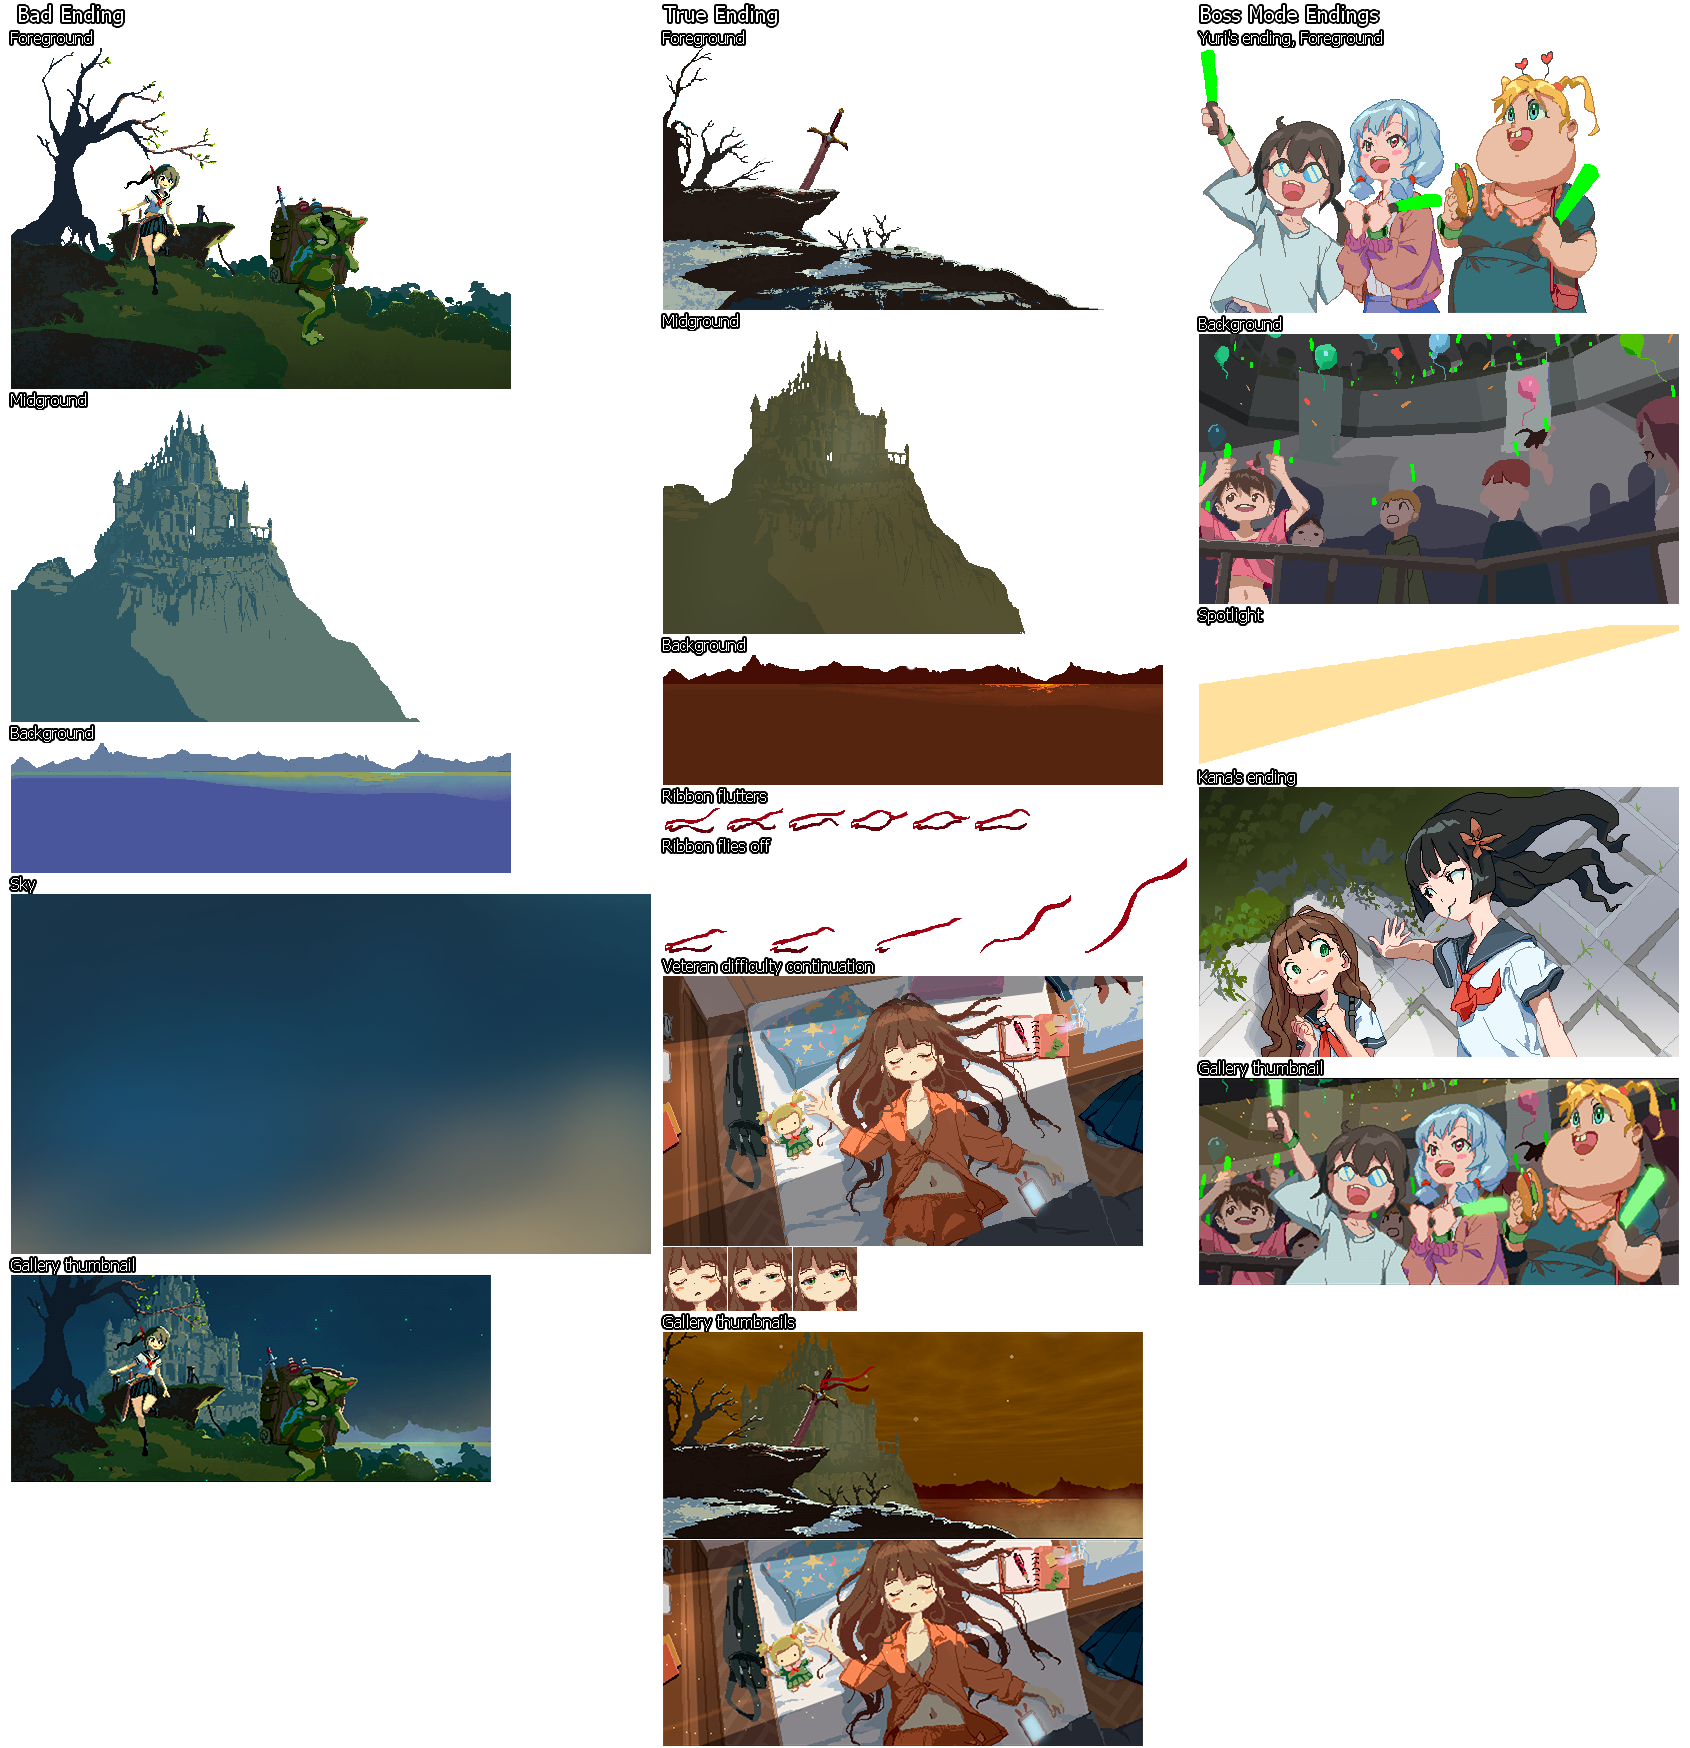 Bad Ending
Foreground
Midground
Background
Sky
Gallery thumbnail
True Ending
Foreground
Midground
Background
Ribbon flutters
Ribbon flies off
Veteran difficulty continuation
Gallery thumbnails
Boss Mode Endings
Yuri's ending, Foreground
Background
Spotlight
Kana's ending
Gallery thumbnail